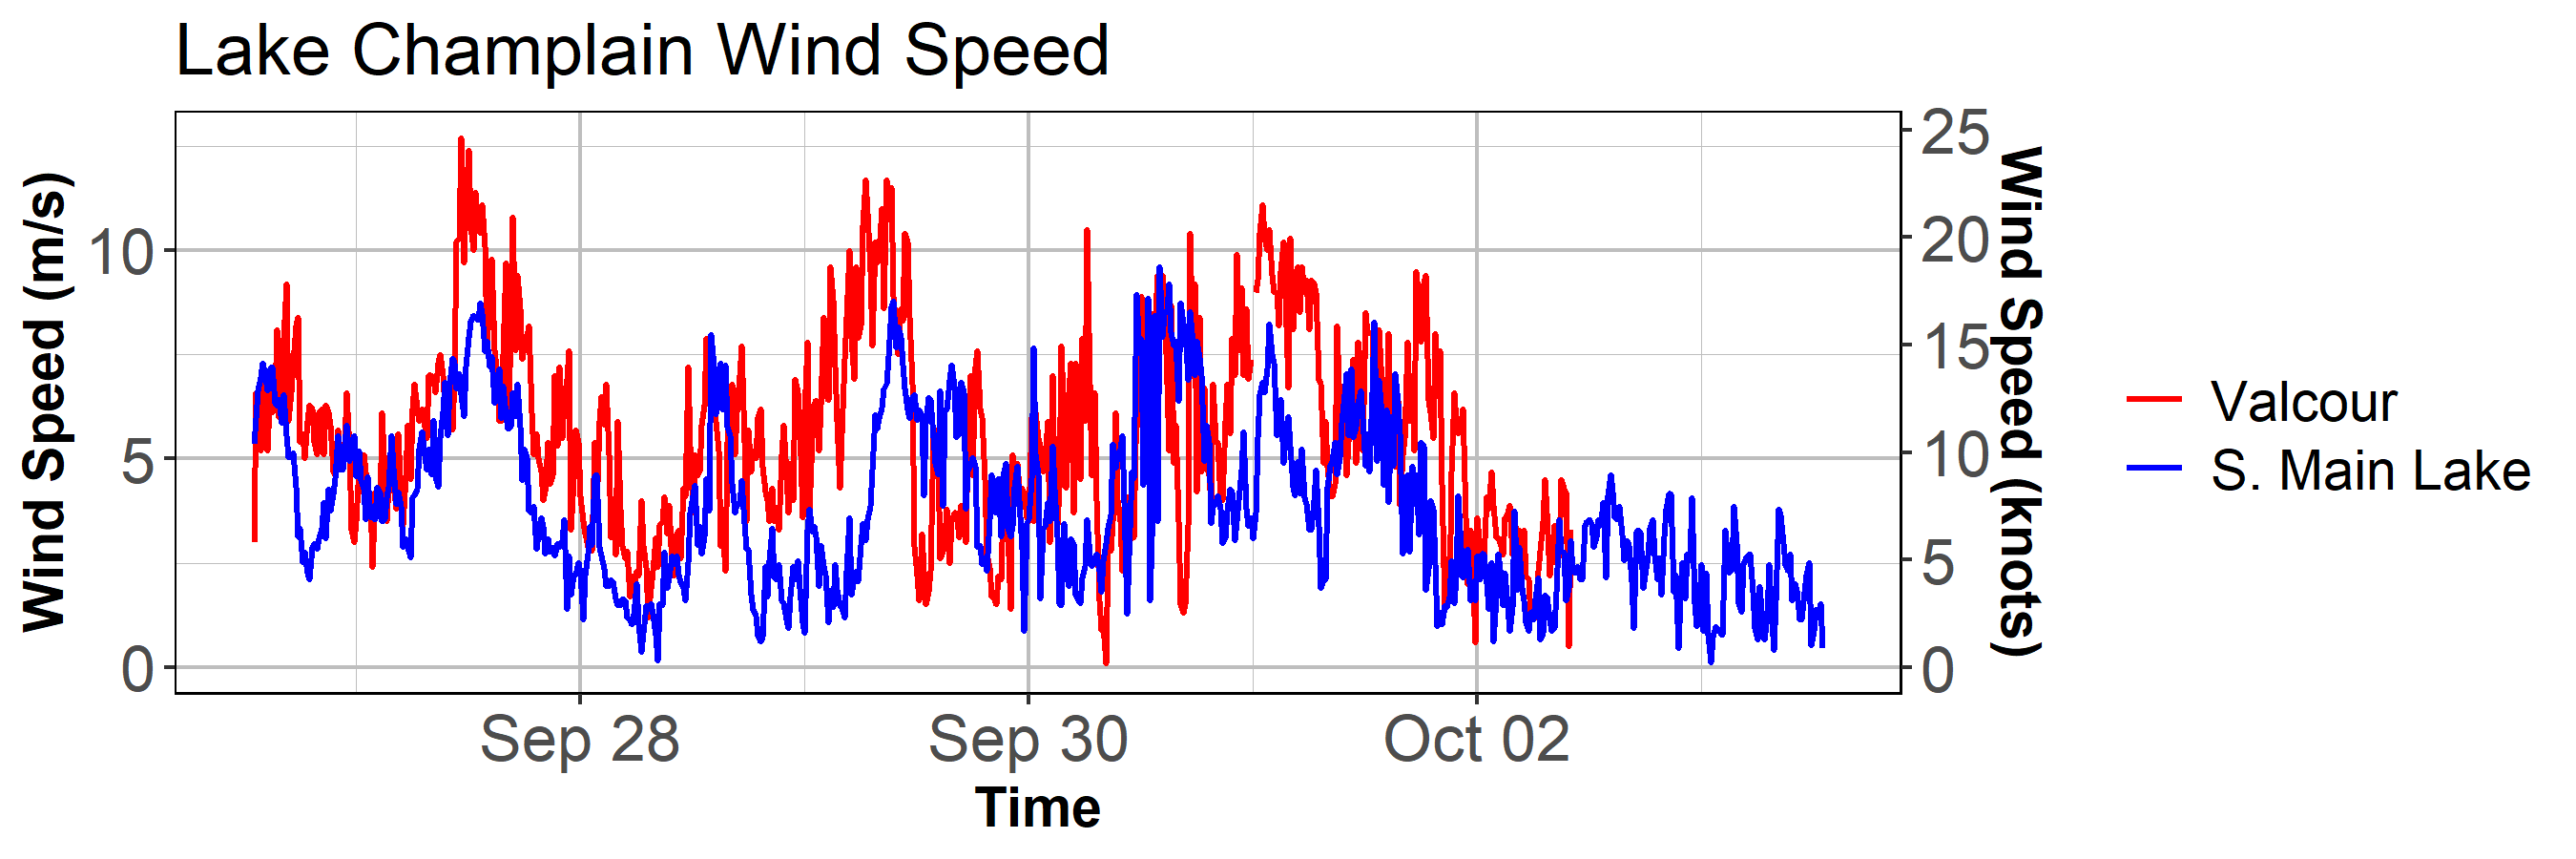 Lake Champlain Wind Speed
Wind Speed (m/s)
10
5
0
25
20
15
10
5
0
Wind Speed (knots)
Sep 28
Sep 30
Oct 02
Time
Valcour
S. Main Lake